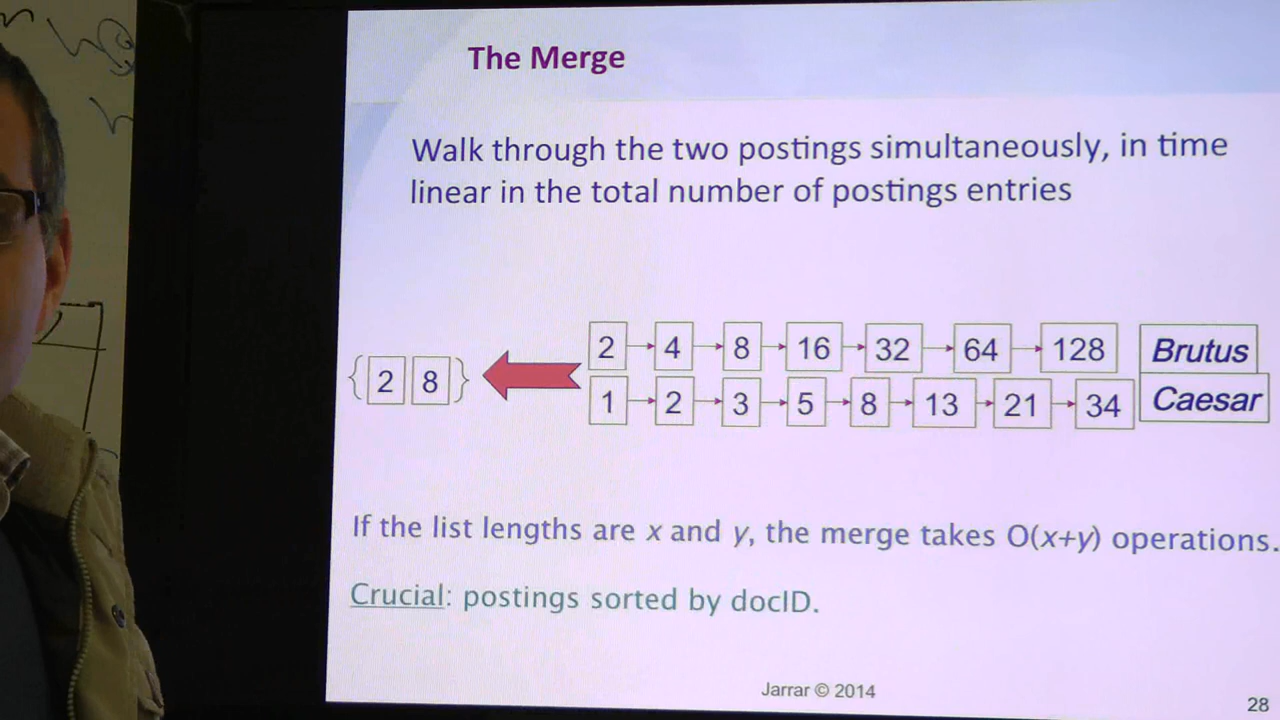 The Merge
Walk through the two postings simultaneously, in time
linear in the total number of postings entries
2 4 8 16 32 64 128 Brutus
{ 2 8 }
1 2 3 5 8 13 21 34 Caesar
If the list lengths are x and y, the merge takes O(x+y) operations.
Crucial: postings sorted by docID.
Jarrar © 2014
28